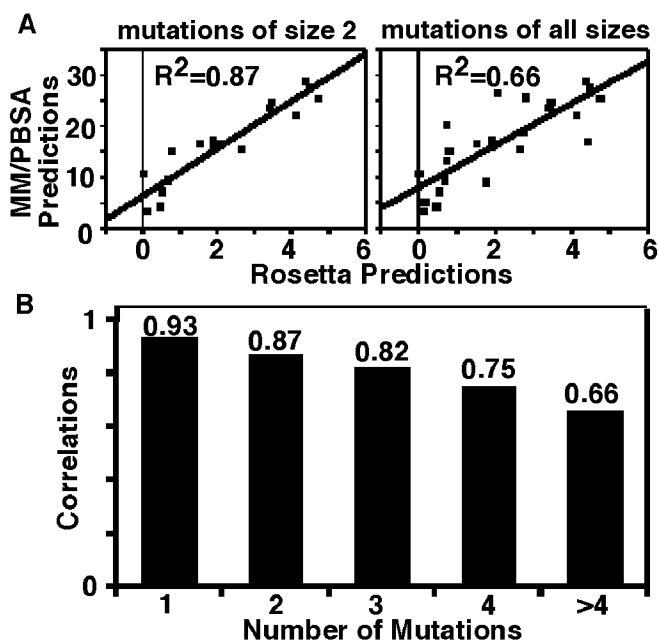 A
mutations of size 2
mutations of all sizes
MM/PBSA
Predictions
30
20
10
0
R²=0.87
R²=0.66
0 2 4 6
0 2 4 6
Rosetta Predictions
B
Correlations
1
0
0.93
0.87
0.82
0.75
0.66
1 2 3 4 >4
Number of Mutations